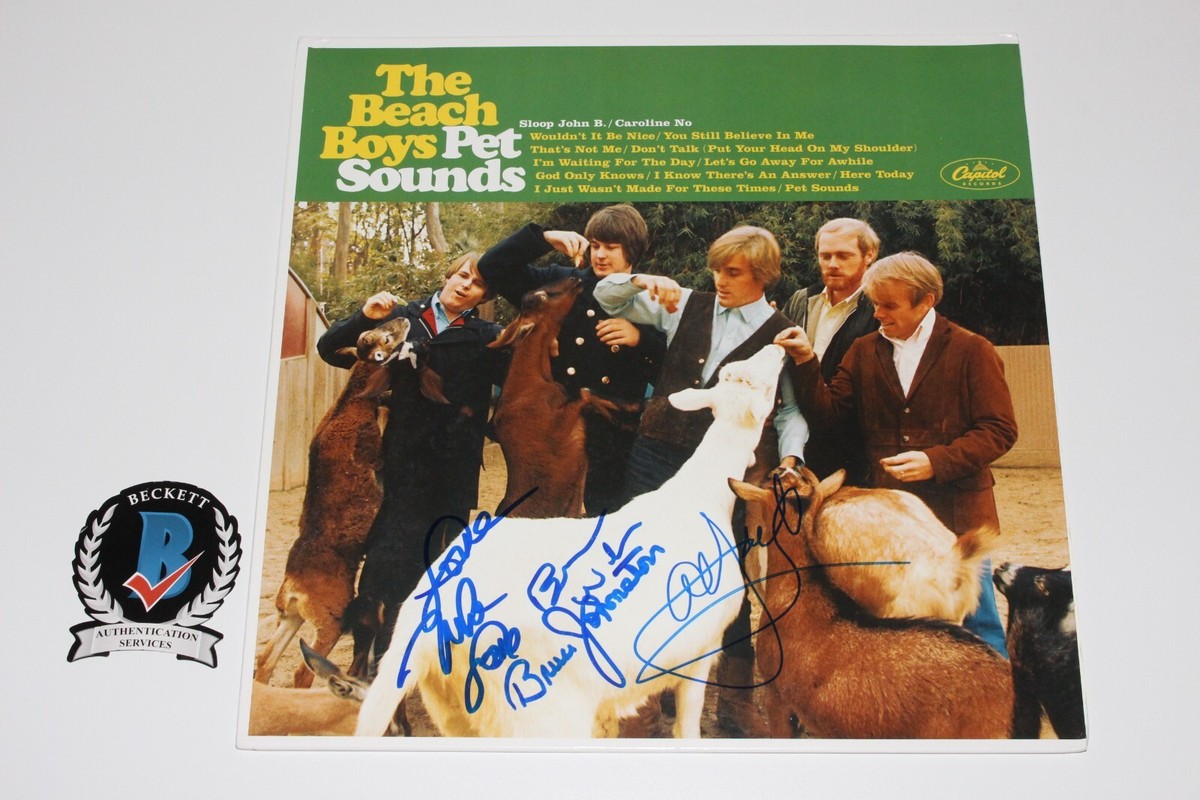 The
Beach
Boys Pet
Sounds
Sloop John B./Caroline No
Wouldn't It Be Nice/You Still Believe In Me
That's Not Me/Don't Talk (Put Your Head On My Shoulder)
I'm Waiting For The Day/Let's Go Away For Awhile
God Only Knows/I Know There's An Answer/Here Today
I Just Wasn't Made For These Times/Pet Sounds
Capitol
RECORDS
Love
Mike
Love
Bruce
Johnston
BECKETT
B
AUTHENTICATION
SERVICES